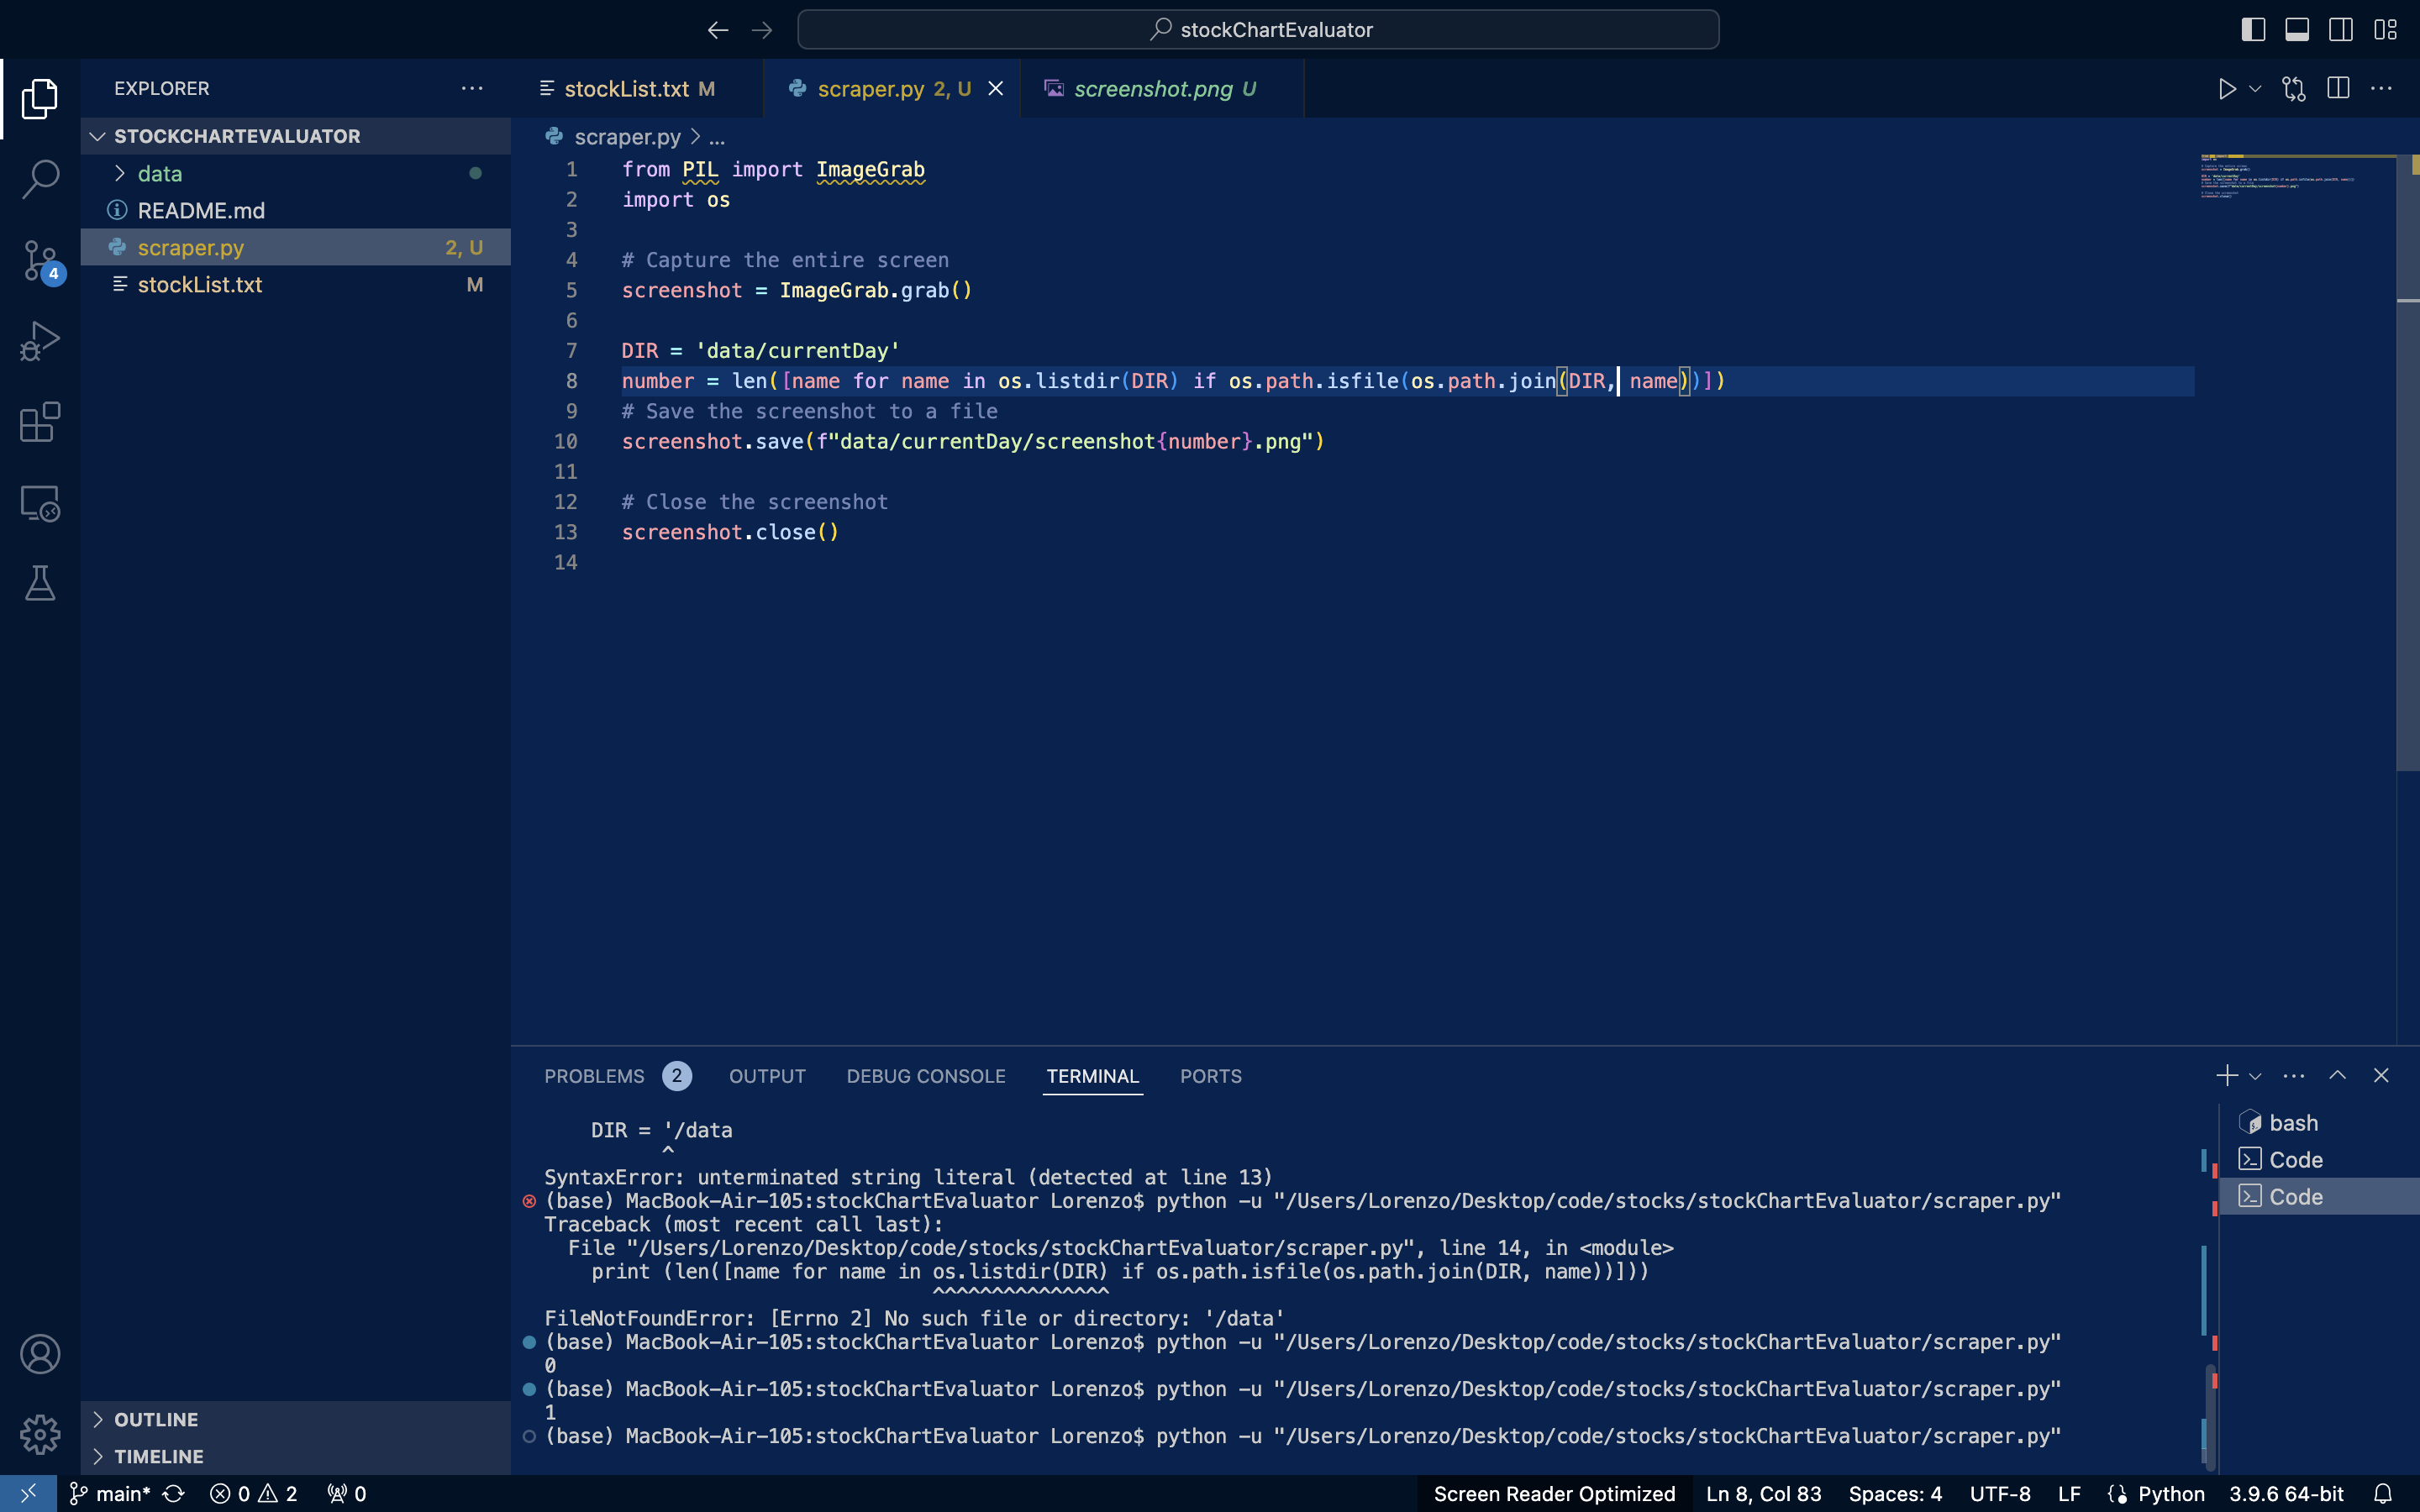 stockChartEvaluator
EXPLORER
STOCKCHARTEVALUATOR
data
README.md
scraper.py 2, U
stockList.txt M
4
OUTLINE
TIMELINE
stockList.txt M
scraper.py 2, U
screenshot.png U
scraper.py > ...
1 from PIL import ImageGrab
2 import os
3
4 # Capture the entire screen
5 screenshot = ImageGrab.grab()
6
7 DIR = 'data/currentDay'
8 number = len([name for name in os.listdir(DIR) if os.path.isfile(os.path.join(DIR, name))])
9 # Save the screenshot to a file
10 screenshot.save(f"data/currentDay/screenshot{number}.png")
11
12 # Close the screenshot
13 screenshot.close()
14
PROBLEMS 2 OUTPUT DEBUG CONSOLE TERMINAL PORTS
DIR = '/data
^
SyntaxError: unterminated string literal (detected at line 13)
(base) MacBook-Air-105:stockChartEvaluator Lorenzo$ python -u "/Users/Lorenzo/Desktop/code/stocks/stockChartEvaluator/scraper.py"
Traceback (most recent call last):
File "/Users/Lorenzo/Desktop/code/stocks/stockChartEvaluator/scraper.py", line 14, in <module>
print (len([name for name in os.listdir(DIR) if os.path.isfile(os.path.join(DIR, name))]))
^^^^^^^^^^^^^^^
FileNotFoundError: [Errno 2] No such file or directory: '/data'
(base) MacBook-Air-105:stockChartEvaluator Lorenzo$ python -u "/Users/Lorenzo/Desktop/code/stocks/stockChartEvaluator/scraper.py"
0
(base) MacBook-Air-105:stockChartEvaluator Lorenzo$ python -u "/Users/Lorenzo/Desktop/code/stocks/stockChartEvaluator/scraper.py"
1
(base) MacBook-Air-105:stockChartEvaluator Lorenzo$ python -u "/Users/Lorenzo/Desktop/code/stocks/stockChartEvaluator/scraper.py"
bash
Code
Code
main* 0 2 0 Screen Reader Optimized Ln 8, Col 83 Spaces: 4 UTF-8 LF Python 3.9.6 64-bit